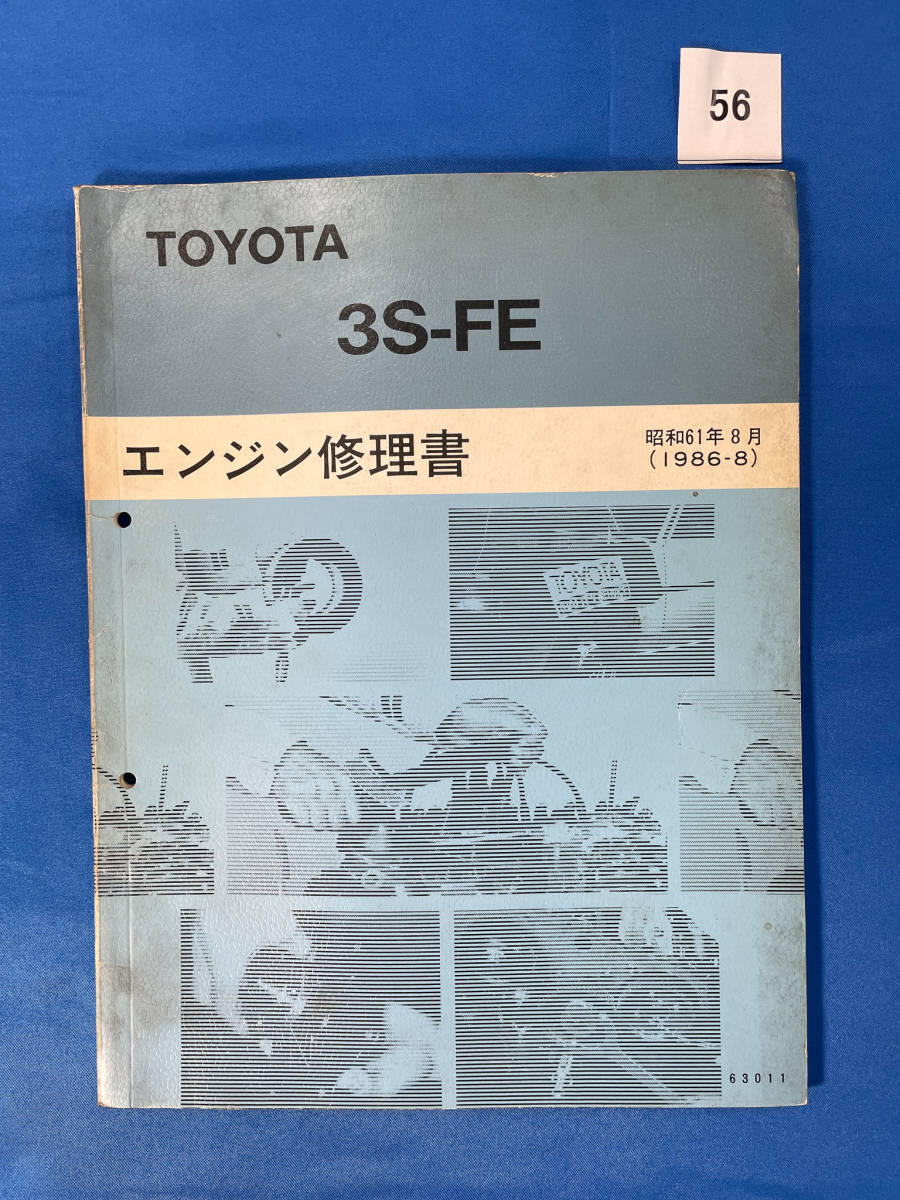 56
TOYOTA
3S-FE
エンジン修理書
昭和61年8月
(1986-8)
TOYOTA
63011